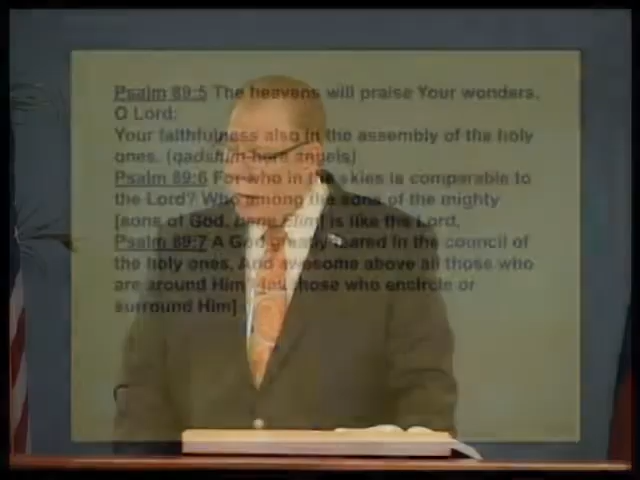 Psalm 89:5 The heavens will praise Your wonders,
O Lord;
Your faithfulness also in the assembly of the holy
ones. (qadshim-here angels)
Psalm 89:6 For who in the skies is comparable to
the Lord? Who among the sons of the mighty
[sons of God, bene Elim] is like the Lord,
Psalm 89:7 A God greatly feared in the council of
the holy ones, And awesome above all those who
are around Him? those who encircle or
surround Him]